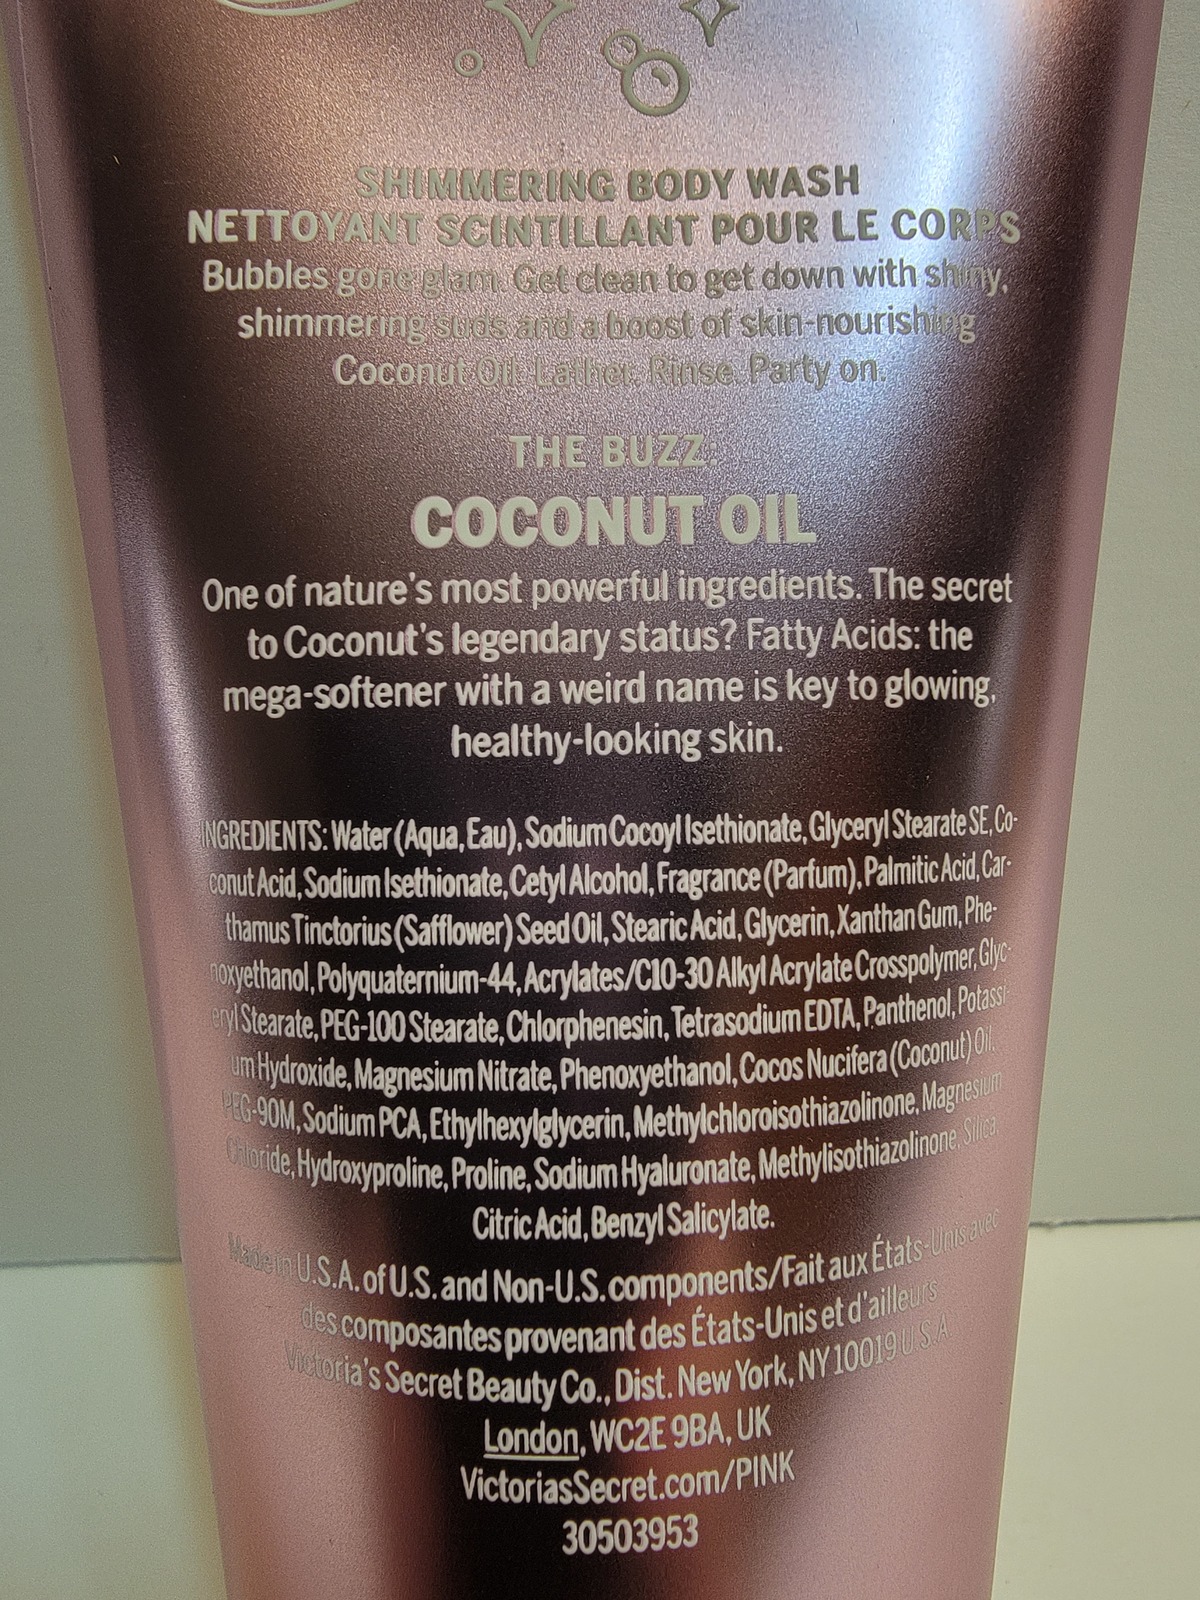 SHIMMERING BODY WASH
NETTOYANT SCINTILLANT POUR LE CORPS
Bubbles gone glam. Get clean to get down with shiny,
shimmering suds and a boost of skin-nourishing
Coconut Oil. Lather. Rinse. Party on.
THE BUZZ:
COCONUT OIL
One of nature's most powerful ingredients. The secret
to Coconut's legendary status? Fatty Acids: the
mega-softener with a weird name is key to glowing,
healthy-looking skin.
INGREDIENTS: Water (Aqua, Eau), Sodium Cocoyl Isethionate, Glyceryl Stearate SE, Co-
conut Acid, Sodium Isethionate, Cetyl Alcohol, Fragrance (Parfum), Palmitic Acid, Car-
thamus Tinctorius (Safflower) Seed Oil, Stearic Acid, Glycerin, Xanthan Gum, Phe-
noxyethanol, Polyquaternium-44, Acrylates/C10-30 Alkyl Acrylate Crosspolymer, Glyc-
eryl Stearate, PEG-100 Stearate, Chlorphenesin, Tetrasodium EDTA, Panthenol, Potassi-
um Hydroxide, Magnesium Nitrate, Phenoxyethanol, Cocos Nucifera (Coconut) Oil,
PEG-90M, Sodium PCA, Ethylhexylglycerin, Methylchloroisothiazolinone, Magnesium
Chloride, Hydroxyproline, Proline, Sodium Hyaluronate, Methylisothiazolinone, Silica,
Citric Acid, Benzyl Salicylate.
Made in U.S.A. of U.S. and Non-U.S. components/Fait aux États-Unis avec
des composantes provenant des États-Unis et d'ailleurs
Victoria's Secret Beauty Co., Dist. New York, NY 10019 U.S.A.
London, WC2E 9BA, UK
VictoriasSecret.com/PINK
30503953